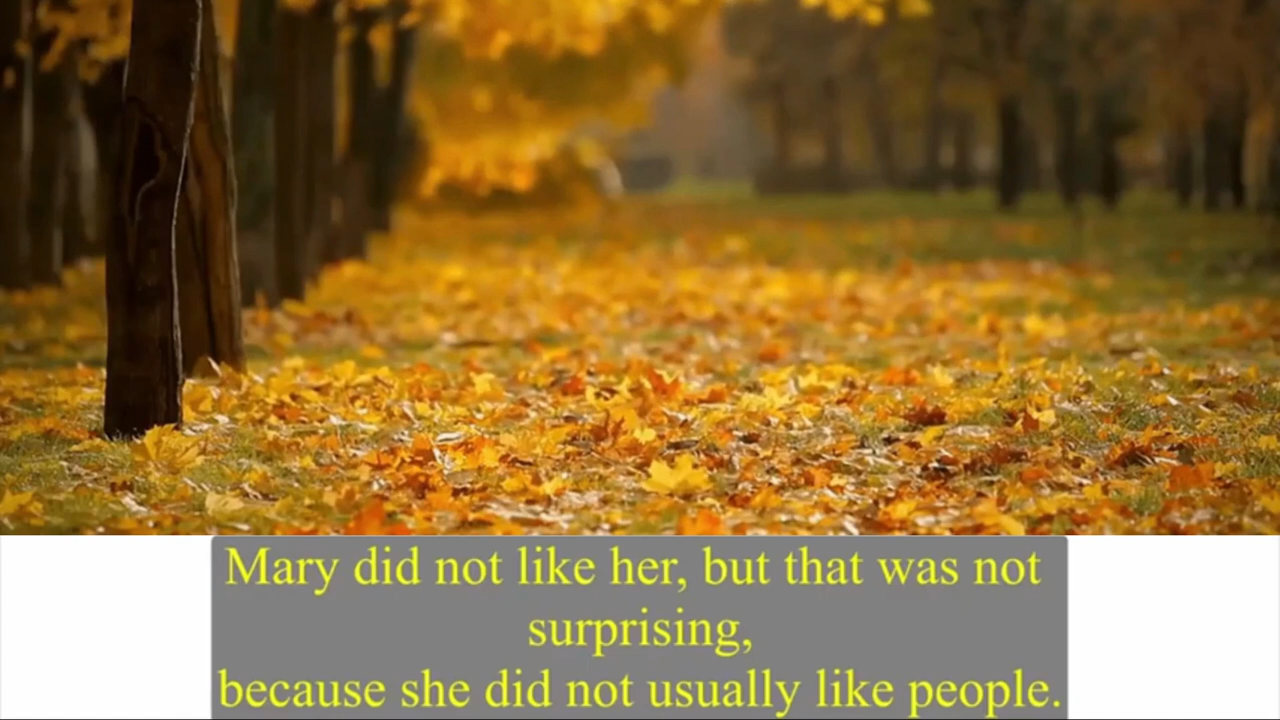 Mary did not like her, but that was not
surprising,
because she did not usually like people.